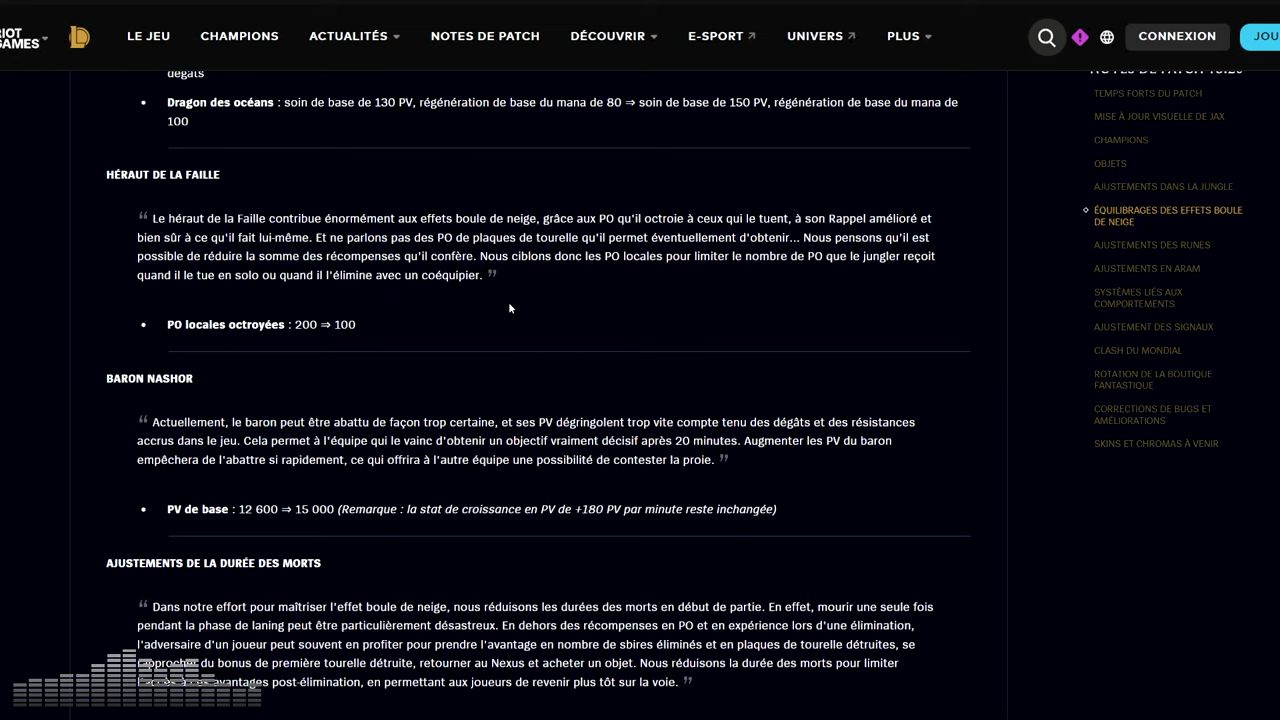 RIOT
GAMES
LE JEU
CHAMPIONS
ACTUALITÉS
NOTES DE PATCH
DÉCOUVRIR
E-SPORT
UNIVERS
PLUS
CONNEXION
JOU
dégâts
• Dragon des océans : soin de base de 130 PV, régénération de base du mana de 80 ⇒ soin de base de 150 PV, régénération de base du mana de
100
HÉRAUT DE LA FAILLE
“ Le héraut de la Faille contribue énormément aux effets boule de neige, grâce aux PO qu'il octroie à ceux qui le tuent, à son Rappel amélioré et
bien sûr à ce qu'il fait lui-même. Et ne parlons pas des PO de plaques de tourelle qu'il permet éventuellement d'obtenir... Nous pensons qu'il est
possible de réduire la somme des récompenses qu'il confère. Nous ciblons donc les PO locales pour limiter le nombre de PO que le jungler reçoit
quand il le tue en solo ou quand il l'élimine avec un coéquipier. ”
• PO locales octroyées : 200 ⇒ 100
BARON NASHOR
“ Actuellement, le baron peut être abattu de façon trop certaine, et ses PV dégringolent trop vite compte tenu des dégâts et des résistances
accrus dans le jeu. Cela permet à l'équipe qui le vainc d'obtenir un objectif vraiment décisif après 20 minutes. Augmenter les PV du baron
empêchera de l'abattre si rapidement, ce qui offrira à l'autre équipe une possibilité de contester la proie. ”
• PV de base : 12 600 ⇒ 15 000 (Remarque : la stat de croissance en PV de +180 PV par minute reste inchangée)
AJUSTEMENTS DE LA DURÉE DES MORTS
“ Dans notre effort pour maîtriser l'effet boule de neige, nous réduisons les durées des morts en début de partie. En effet, mourir une seule fois
pendant la phase de laning peut être particulièrement désastreux. En dehors des récompenses en PO et en expérience lors d'une élimination,
l'adversaire d'un joueur peut souvent en profiter pour prendre l'avantage en nombre de sbires éliminés et en plaques de tourelle détruites, se
rapprocher du bonus de première tourelle détruite, retourner au Nexus et acheter un objet. Nous réduisons la durée des morts pour limiter
avantages post-élimination, en permettant aux joueurs de revenir plus tôt sur la voie. ”
NOTES DE PATCH
TEMPS FORTS DU PATCH
MISE À JOUR VISUELLE DE JAX
CHAMPIONS
OBJETS
AJUSTEMENTS DANS LA JUNGLE
ÉQUILIBRAGES DES EFFETS BOULE
DE NEIGE
AJUSTEMENTS DES RUNES
AJUSTEMENTS EN ARAM
SYSTÈMES LIÉS AUX
COMPORTEMENTS
AJUSTEMENT DES SIGNAUX
CLASH DU MONDIAL
ROTATION DE LA BOUTIQUE
FANTASTIQUE
CORRECTIONS DE BUGS ET
AMÉLIORATIONS
SKINS ET CHROMAS À VENIR